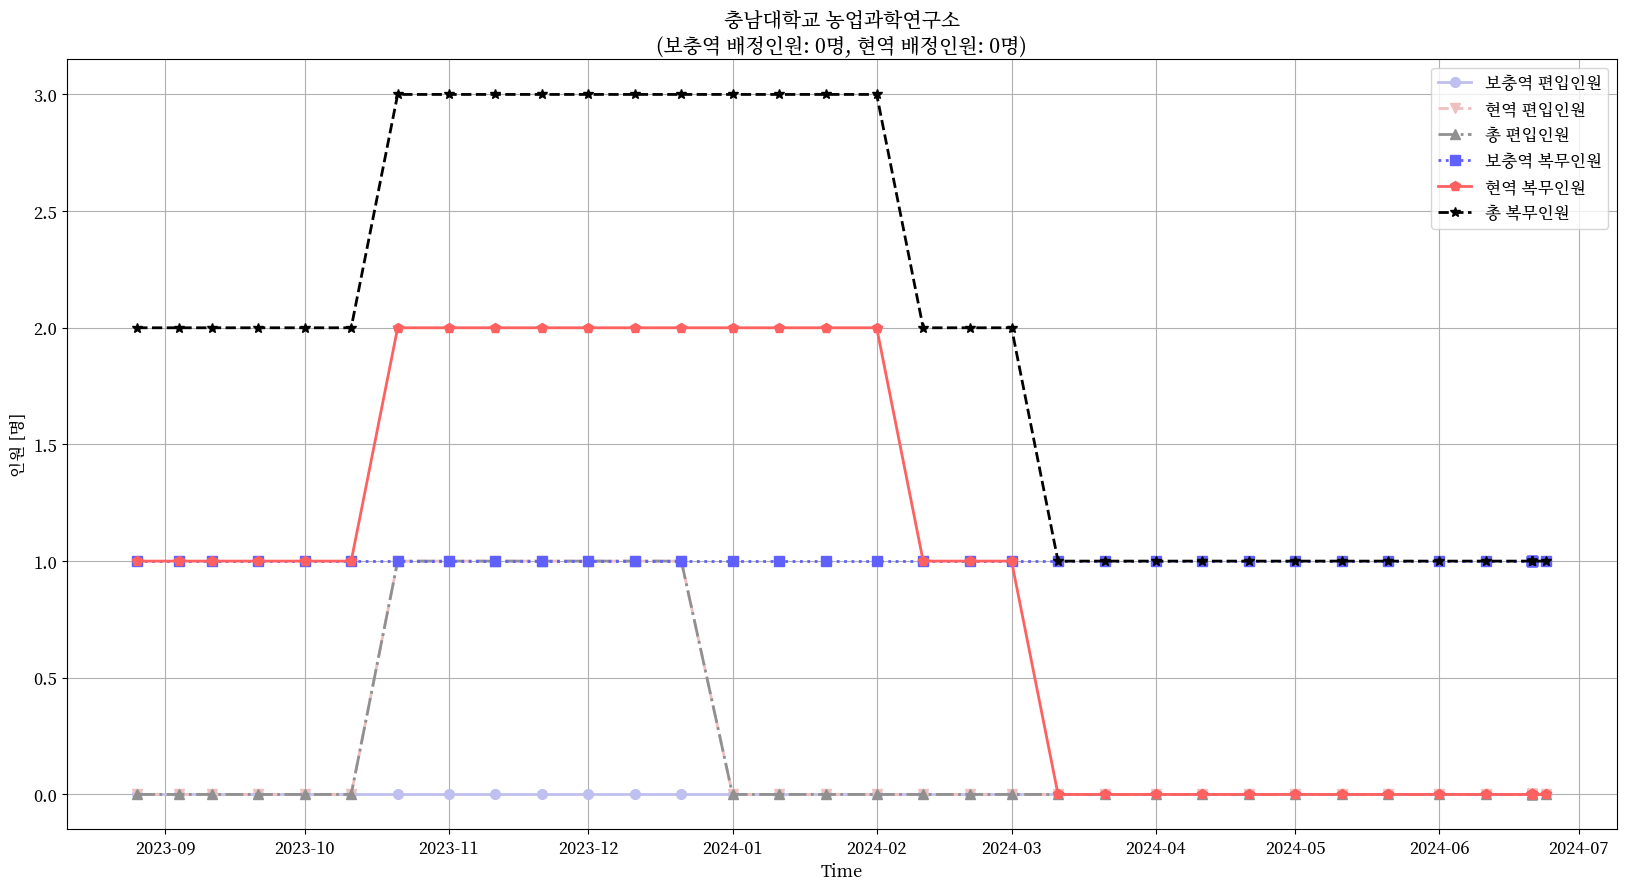 충남대학교 농업과학연구소
(보충역 배정인원: 0명, 현역 배정인원: 0명)
보충역 편입인원
현역 편입인원
총 편입인원
보충역 복무인원
현역 복무인원
총 복무인원
3.0
2.5
2.0
1.5
1.0
0.5
0.0
인원 [명]
2023-09
2023-10
2023-11
2023-12
2024-01
2024-02
2024-03
2024-04
2024-05
2024-06
2024-07
Time